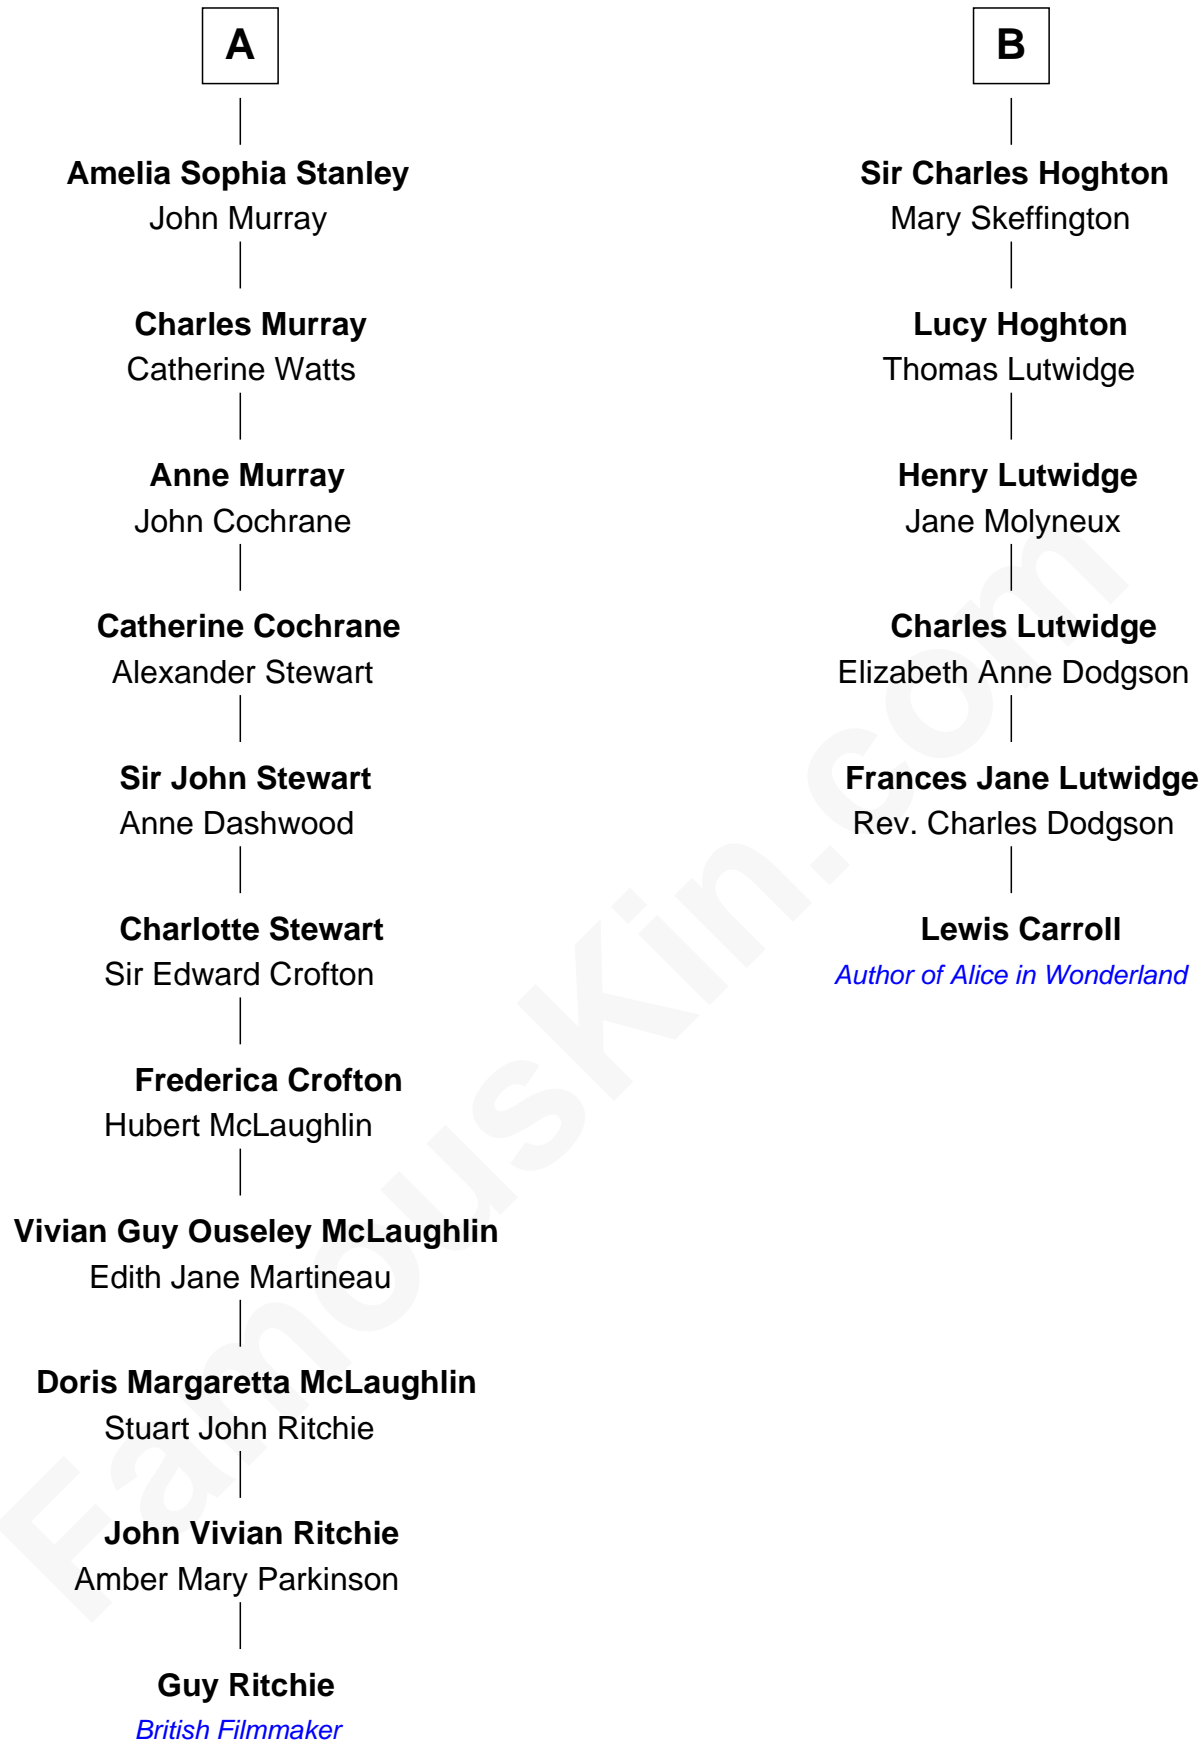 A
Amelia Sophia Stanley
John Murray
Charles Murray
Catherine Watts
Anne Murray
John Cochrane
Catherine Cochrane
Alexander Stewart
Sir John Stewart
Anne Dashwood
Charlotte Stewart
Sir Edward Crofton
Frederica Crofton
Hubert McLaughlin
Vivian Guy Ouseley McLaughlin
Edith Jane Martineau
Doris Margaretta McLaughlin
Stuart John Ritchie
John Vivian Ritchie
Amber Mary Parkinson
Guy Ritchie
British Filmmaker
B
Sir Charles Hoghton
Mary Skeffington
Lucy Hoghton
Thomas Lutwidge
Henry Lutwidge
Jane Molyneux
Charles Lutwidge
Elizabeth Anne Dodgson
Frances Jane Lutwidge
Rev. Charles Dodgson
Lewis Carroll
Author of Alice in Wonderland
FamousKin.com